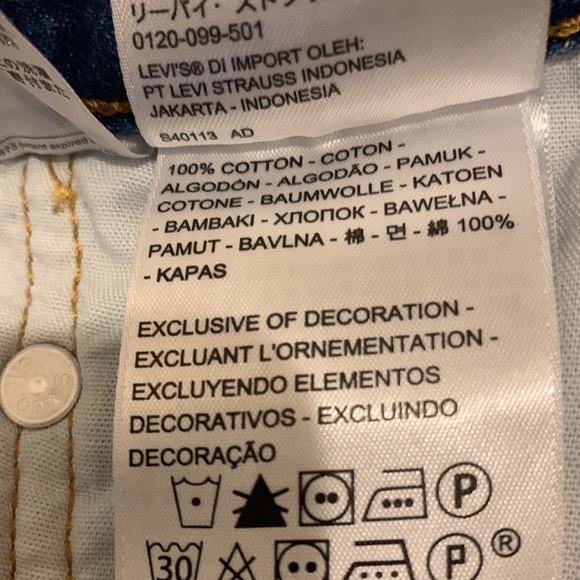 リーバイ・スト
0120-099-501
LEVI'S® DI IMPORT OLEH:
PT LEVI STRAUSS INDONESIA
JAKARTA - INDONESIA
S40113 AD
100% COTTON - COTON -
ALGODÓN - ALGODÃO - PAMUK -
COTONE - BAUMWOLLE - KATOEN
- BAMBAKI - ХЛОПОК - BAWEŁNA -
PAMUT - BAVLNA - 棉 - 면 - 綿 100%
- KAPAS
EXCLUSIVE OF DECORATION -
EXCLUANT L'ORNEMENTATION -
EXCLUYENDO ELEMENTOS
DECORATIVOS - EXCLUINDO
DECORAÇÃO
P
30 P ®